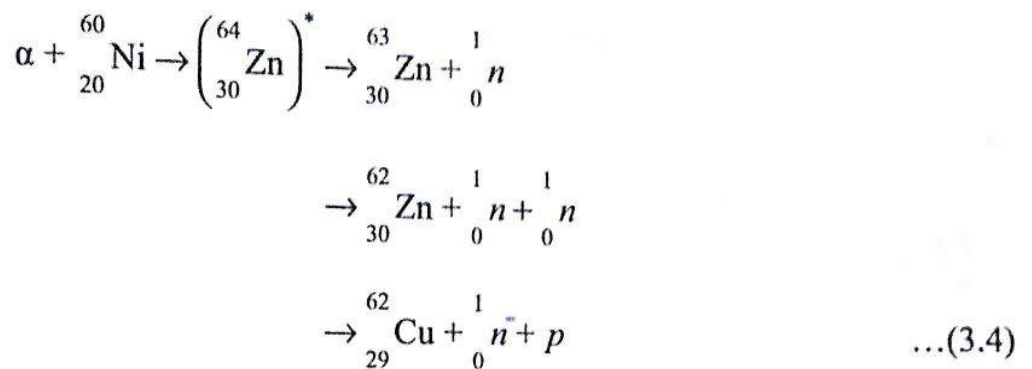 α + ⁶⁰₂₀Ni → (⁶⁴₃₀Zn)* → ⁶³₃₀Zn + ¹₀n
→ ⁶²₃₀Zn + ¹₀n + ¹₀n
→ ⁶²₂₉Cu + ¹₀n + p ...(3.4)